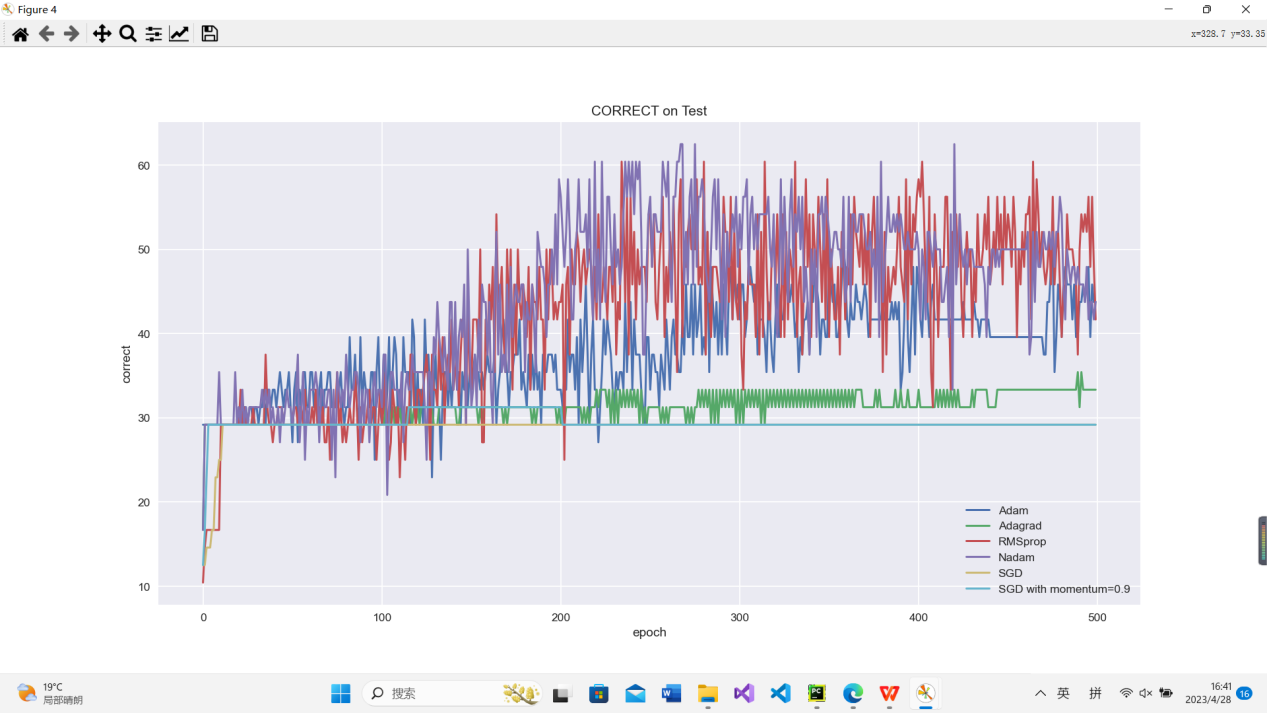 Figure 4
x=328.7 y=33.35
CORRECT on Test
60
50
40
30
20
10
correct
0 100 200 300 400 500
epoch
Adam
Adagrad
RMSprop
Nadam
SGD
SGD with momentum=0.9
19°C
局部晴朗
搜索
W
PC
W
英
拼
16:41
2023/4/28
16